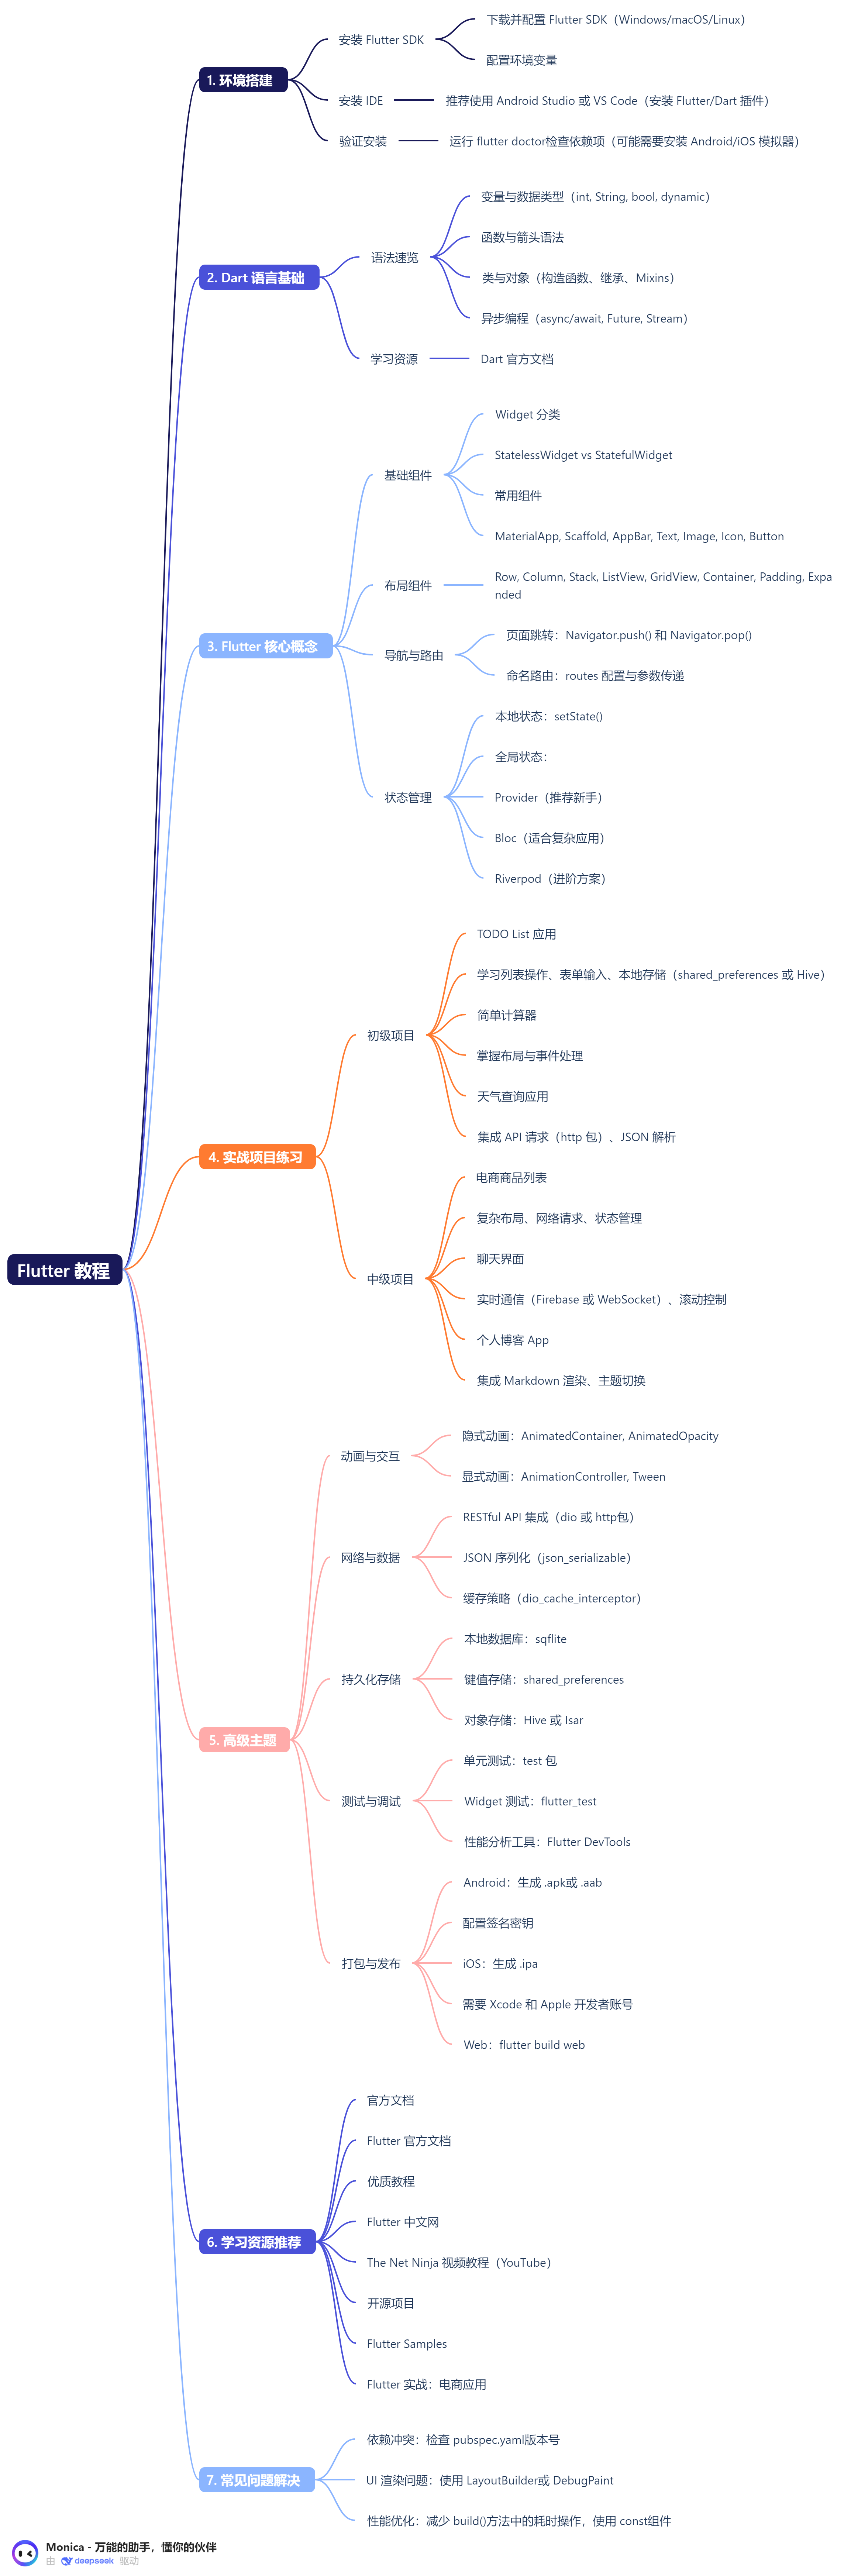 Flutter 教程
1. 环境搭建
安装 Flutter SDK
下载并配置 Flutter SDK（Windows/macOS/Linux）
配置环境变量
安装 IDE
推荐使用 Android Studio 或 VS Code（安装 Flutter/Dart 插件）
验证安装
运行 flutter doctor检查依赖项（可能需要安装 Android/iOS 模拟器）
2. Dart 语言基础
语法速览
变量与数据类型（int, String, bool, dynamic）
函数与箭头语法
类与对象（构造函数、继承、Mixins）
异步编程（async/await, Future, Stream）
学习资源
Dart 官方文档
3. Flutter 核心概念
基础组件
Widget 分类
StatelessWidget vs StatefulWidget
常用组件
MaterialApp, Scaffold, AppBar, Text, Image, Icon, Button
布局组件
Row, Column, Stack, ListView, GridView, Container, Padding, Expa
nded
导航与路由
页面跳转：Navigator.push() 和 Navigator.pop()
命名路由：routes 配置与参数传递
状态管理
本地状态：setState()
全局状态：
Provider（推荐新手）
Bloc（适合复杂应用）
Riverpod（进阶方案）
4. 实战项目练习
初级项目
TODO List 应用
学习列表操作、表单输入、本地存储（shared_preferences 或 Hive）
简单计算器
掌握布局与事件处理
天气查询应用
集成 API 请求（http 包）、JSON 解析
中级项目
电商商品列表
复杂布局、网络请求、状态管理
聊天界面
实时通信（Firebase 或 WebSocket）、滚动控制
个人博客 App
集成 Markdown 渲染、主题切换
5. 高级主题
动画与交互
隐式动画：AnimatedContainer, AnimatedOpacity
显式动画：AnimationController, Tween
网络与数据
RESTful API 集成（dio 或 http包）
JSON 序列化（json_serializable）
缓存策略（dio_cache_interceptor）
持久化存储
本地数据库：sqflite
键值存储：shared_preferences
对象存储：Hive 或 Isar
测试与调试
单元测试：test 包
Widget 测试：flutter_test
性能分析工具：Flutter DevTools
打包与发布
Android：生成 .apk或 .aab
配置签名密钥
iOS：生成 .ipa
需要 Xcode 和 Apple 开发者账号
Web：flutter build web
6. 学习资源推荐
官方文档
Flutter 官方文档
优质教程
Flutter 中文网
The Net Ninja 视频教程（YouTube）
开源项目
Flutter Samples
Flutter 实战：电商应用
7. 常见问题解决
依赖冲突：检查 pubspec.yaml版本号
UI 渲染问题：使用 LayoutBuilder或 DebugPaint
性能优化：减少 build()方法中的耗时操作，使用 const组件
Monica - 万能的助手，懂你的伙伴
由 deepseek 驱动